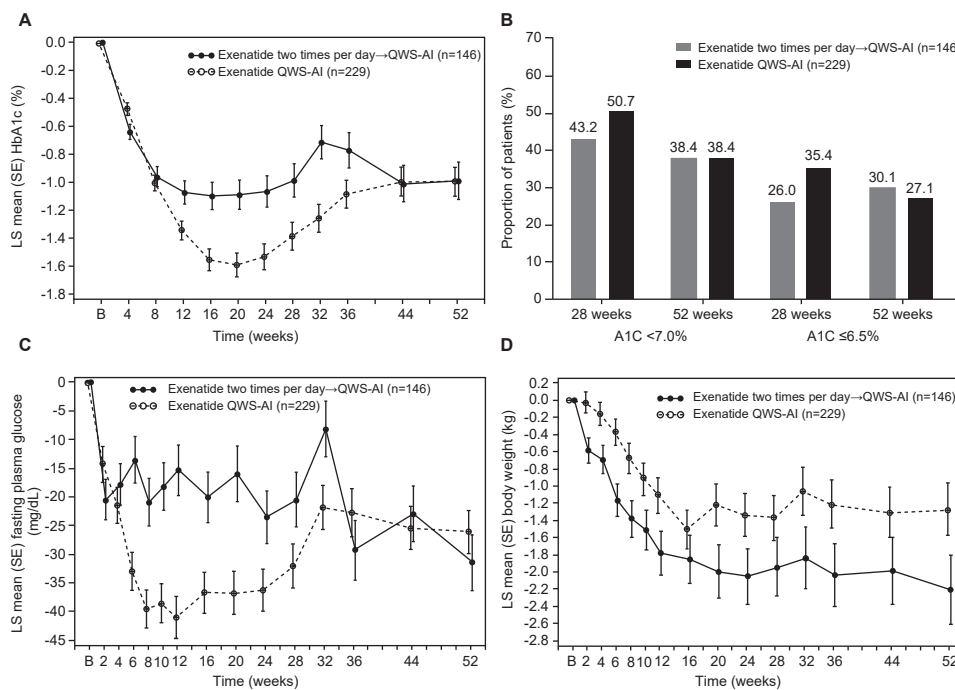 A
LS mean (SE) HbA1c (%)
0.0
-0.2
-0.4
-0.6
-0.8
-1.0
-1.2
-1.4
-1.6
-1.8
Exenatide two times per day→QWS-AI (n=146)
Exenatide QWS-AI (n=229)
B 4 8 12 16 20 24 28 32 36 44 52
Time (weeks)
B
Proportion of patients (%)
70
60
50
40
30
20
10
0
Exenatide two times per day→QWS-AI (n=146)
Exenatide QWS-AI (n=229)
43.2 50.7 38.4 38.4 26.0 35.4 30.1 27.1
28 weeks 52 weeks 28 weeks 52 weeks
A1C <7.0% A1C ≤6.5%
C
LS mean (SE) fasting plasma glucose
(mg/dL)
0
-5
-10
-15
-20
-25
-30
-35
-40
-45
Exenatide two times per day→QWS-AI (n=146)
Exenatide QWS-AI (n=229)
B 2 4 6 8 10 12 16 20 24 28 32 36 44 52
Time (weeks)
D
LS mean (SE) body weight (kg)
0.2
0.0
-0.2
-0.4
-0.6
-0.8
-1.0
-1.2
-1.4
-1.6
-1.8
-2.0
-2.2
-2.4
-2.6
-2.8
Exenatide two times per day→QWS-AI (n=146)
Exenatide QWS-AI (n=229)
B 2 4 6 8 10 12 16 20 24 28 32 36 44 52
Time (weeks)